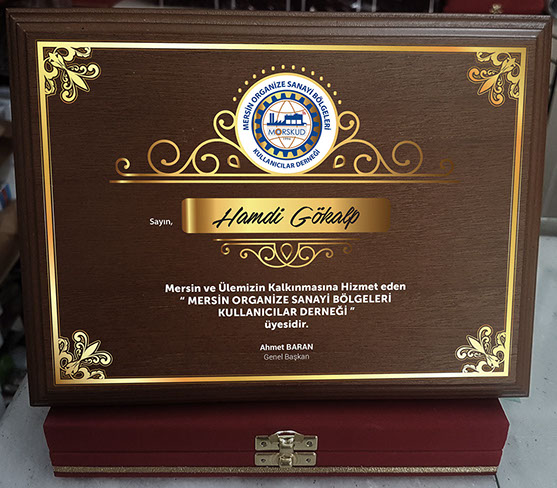 MERSİN ORGANİZE SANAYİ BÖLGELERİ
MORSKUD
KULLANICILAR DERNEĞİ
Sayın,
Hamdi Gökalp
Mersin ve Ülemizin Kalkınmasına Hizmet eden
" MERSİN ORGANİZE SANAYİ BÖLGELERİ
KULLANICILAR DERNEĞİ "
üyesidir.
Ahmet BARAN
Genel Başkan